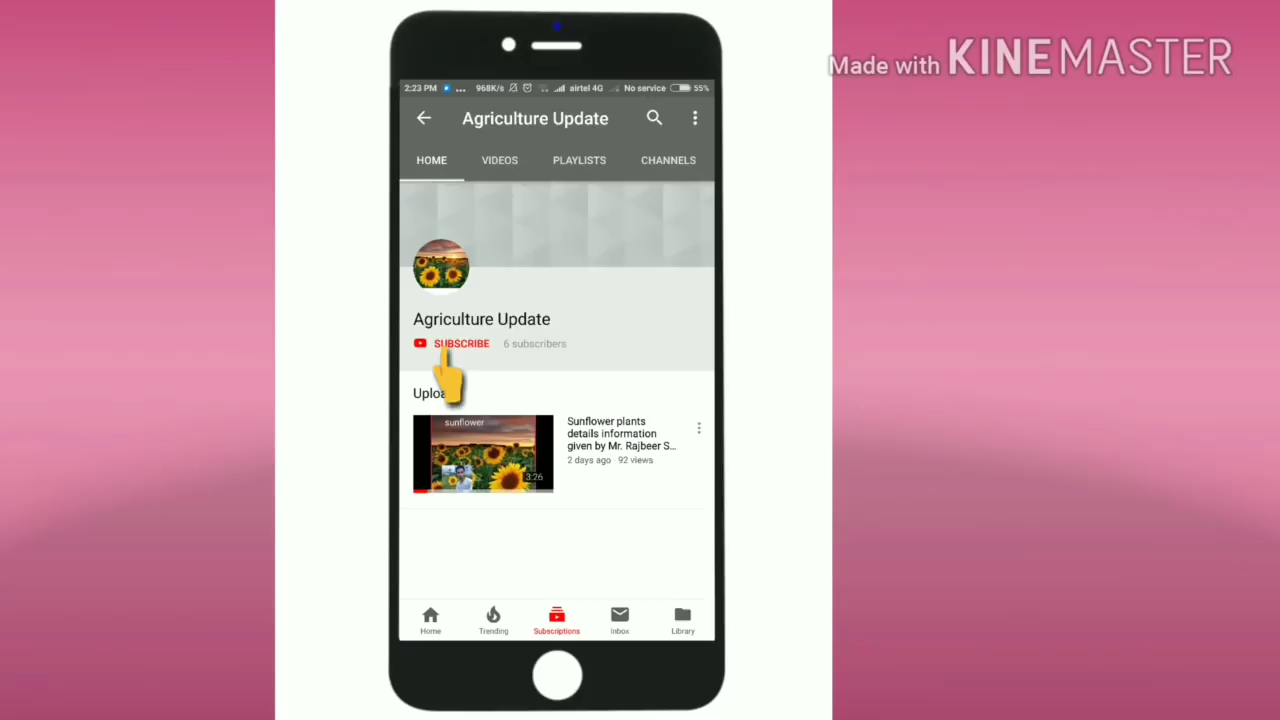 Made with KINEMASTER
2:23 PM ... 968K/s airtel 4G No service 55%
Agriculture Update
HOME VIDEOS PLAYLISTS CHANNELS
Agriculture Update
SUBSCRIBE 6 subscribers
sunflower
3:26
Sunflower plants
details information
given by Mr. Rajbeer S...
2 days ago 92 views
Home Trending Subscriptions Inbox Library